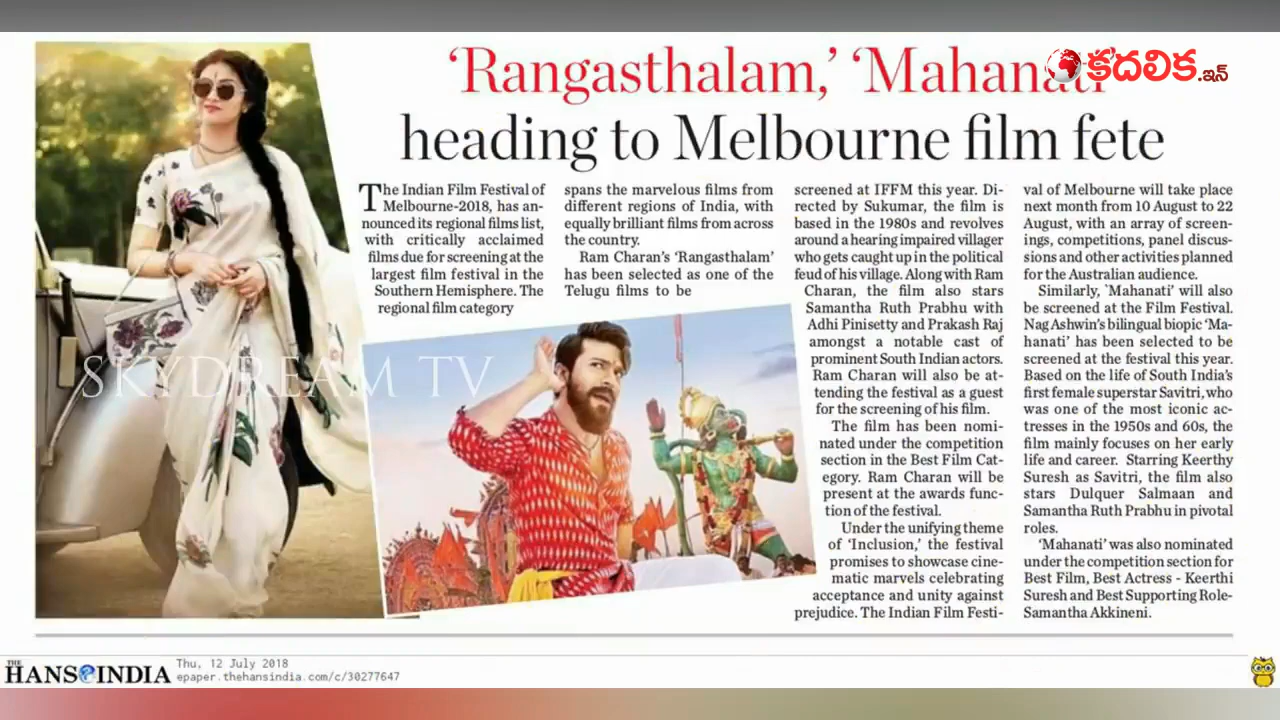 ‘Rangasthalam,’ ‘Mahanati’
కదలిక.ఇన్
heading to Melbourne film fete
The Indian Film Festival of
Melbourne-2018, has an-
nounced its regional films list,
with critically acclaimed
films due for screening at the
largest film festival in the
Southern Hemisphere. The
regional film category
spans the marvelous films from
different regions of India, with
equally brilliant films from across
the country.
Ram Charan’s ‘Rangasthalam’
has been selected as one of the
Telugu films to be
screened at IFFM this year. Di-
rected by Sukumar, the film is
based in the 1980s and revolves
around a hearing impaired villager
who gets caught up in the political
feud of his village. Along with Ram
Charan, the film also stars
Samantha Ruth Prabhu with
Adhi Pinisetty and Prakash Raj
amongst a notable cast of
prominent South Indian actors.
Ram Charan will also be at-
tending the festival as a guest
for the screening of his film.
The film has been nomi-
nated under the competition
section in the Best Film Cat-
egory. Ram Charan will be
present at the awards func-
tion of the festival.
Under the unifying theme
of ‘Inclusion,’ the festival
promises to showcase cine-
matic marvels celebrating
acceptance and unity against
prejudice. The Indian Film Festi-
val of Melbourne will take place
next month from 10 August to 22
August, with an array of screen-
ings, competitions, panel discus-
sions and other activities planned
for the Australian audience.
Similarly, `Mahanati’ will also
be screened at the Film Festival.
Nag Ashwin’s bilingual biopic ‘Ma-
hanati’ has been selected to be
screened at the festival this year.
Based on the life of South India’s
first female superstar Savitri, who
was one of the most iconic ac-
tresses in the 1950s and 60s, the
film mainly focuses on her early
life and career. Starring Keerthy
Suresh as Savitri, the film also
stars Dulquer Salmaan and
Samantha Ruth Prabhu in pivotal
roles.
‘Mahanati’ was also nominated
under the competition section for
Best Film, Best Actress - Keerthi
Suresh and Best Supporting Role-
Samantha Akkineni.
SKYDREAM TV
THE HANS INDIA
Thu, 12 July 2018
epaper.thehansindia.com/c/30277647